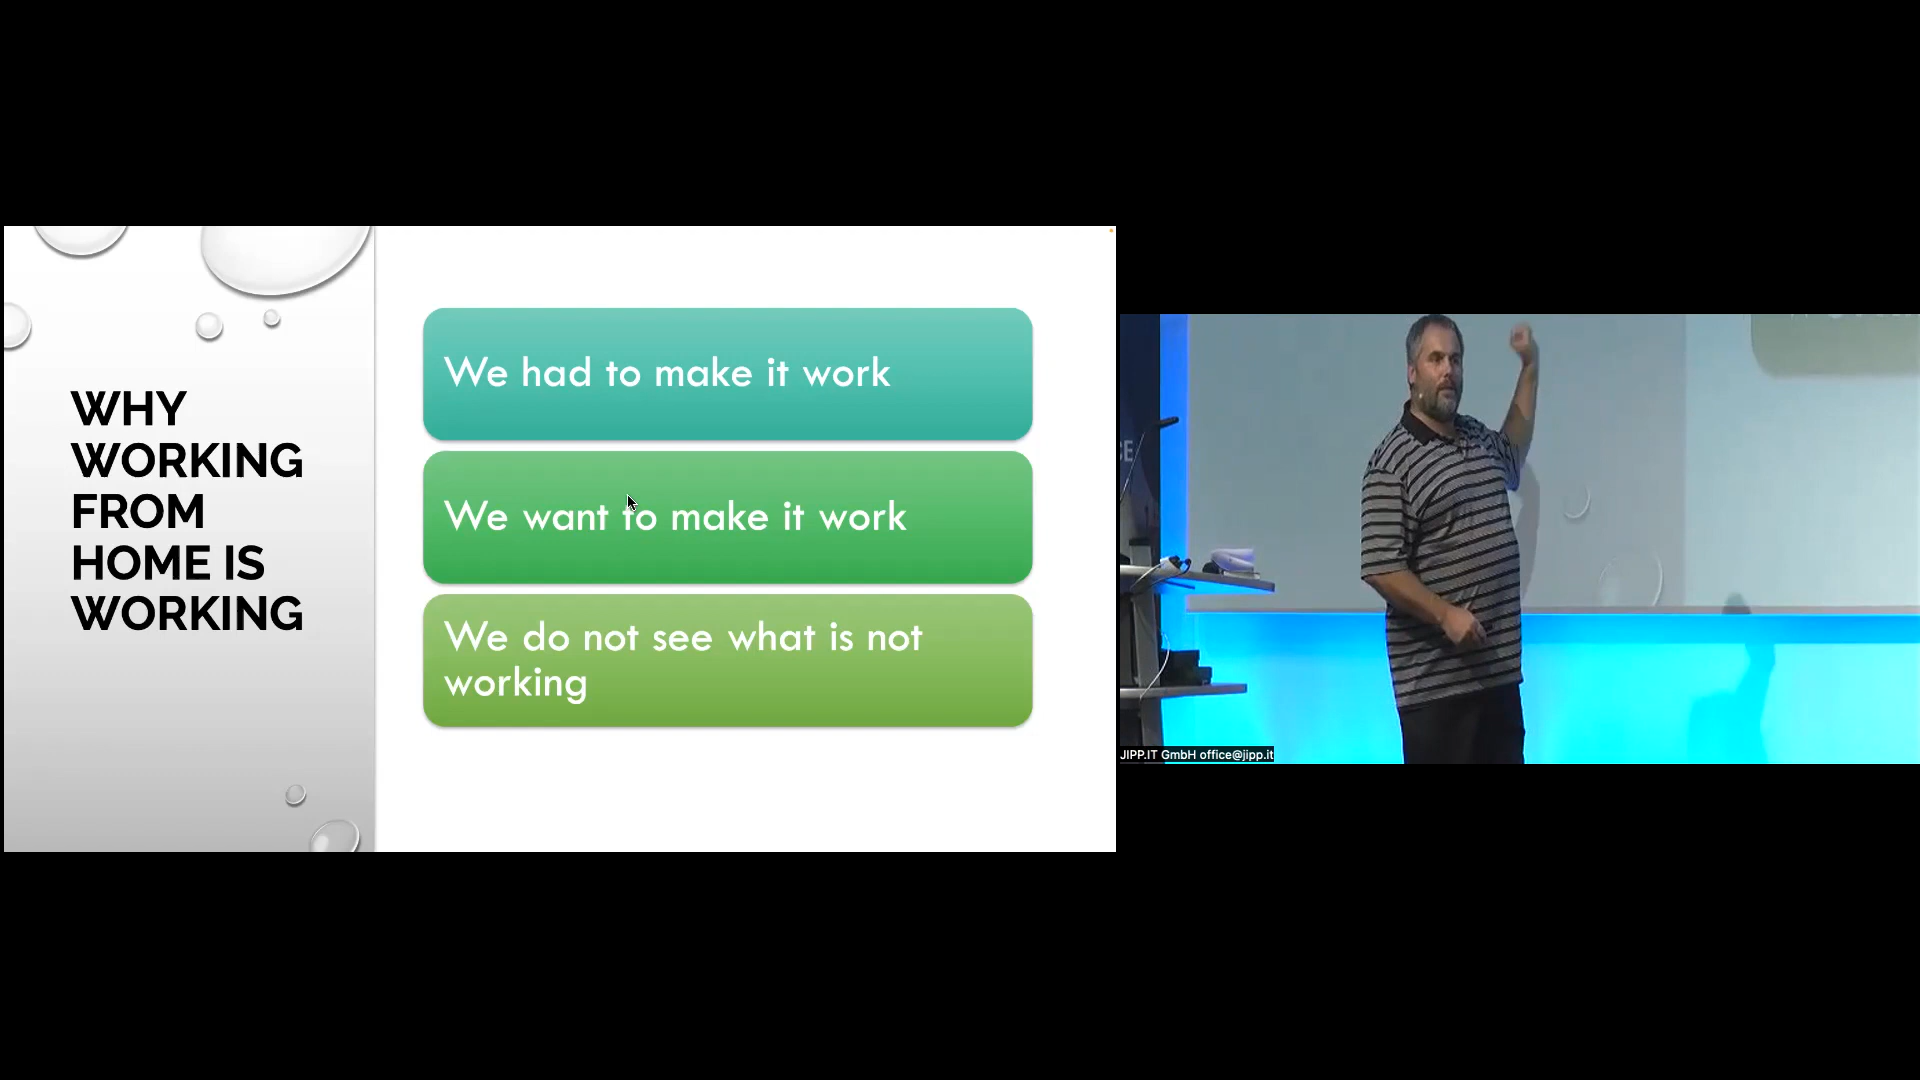 WHY
WORKING
FROM
HOME IS
WORKING
We had to make it work
We want to make it work
We do not see what is not
working
JIPP.IT GmbH office@jipp.it